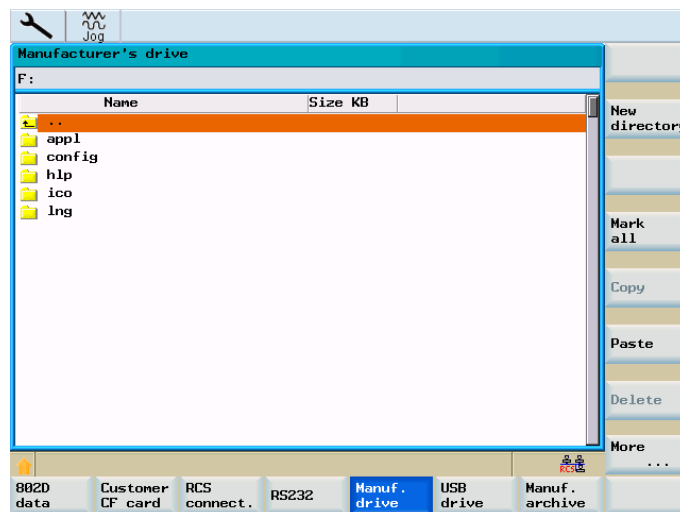 Jog
Manufacturer's drive
F:
Name Size KB
..
appl
config
hlp
ico
lng
New
director
Mark
all
Copy
Paste
Delete
More
...
RCS
802D
data
Customer
CF card
RCS
connect.
RS232
Manuf.
drive
USB
drive
Manuf.
archive